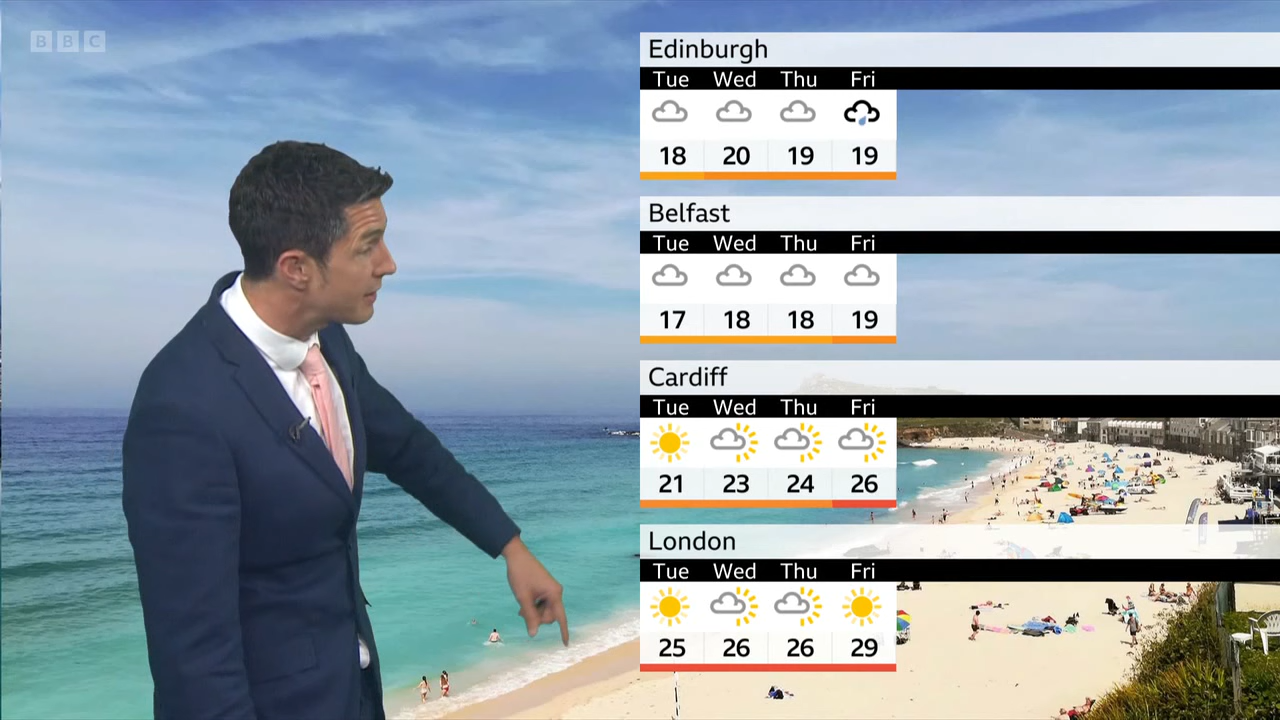 BBC
Edinburgh
Tue Wed Thu Fri
18 20 19 19
Belfast
Tue Wed Thu Fri
17 18 18 19
Cardiff
Tue Wed Thu Fri
21 23 24 26
London
Tue Wed Thu Fri
25 26 26 29